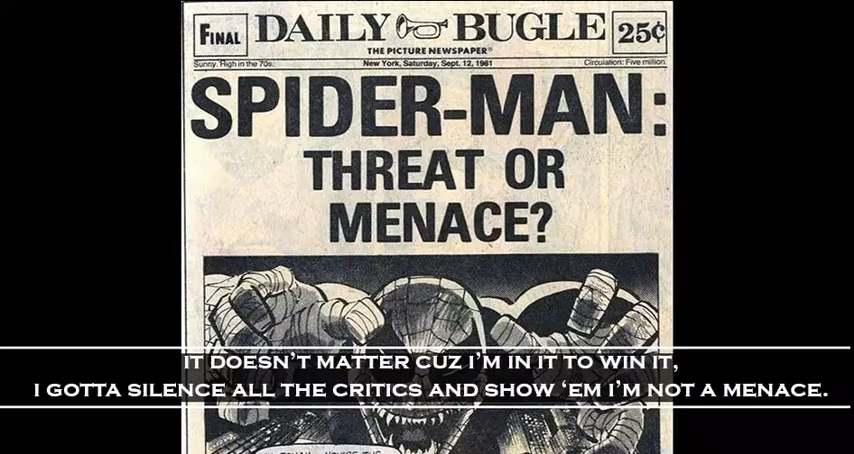 FINAL
DAILY BUGLE
25¢
THE PICTURE NEWSPAPER®
Sunny. High in the 70s.
New York, Saturday, Sept. 12, 1981
Circulation: Five million.
SPIDER-MAN:
THREAT OR
MENACE?
IT DOESN'T MATTER CUZ I'M IN IT TO WIN IT,
I GOTTA SILENCE ALL THE CRITICS AND SHOW ‘EM I'M NOT A MENACE.